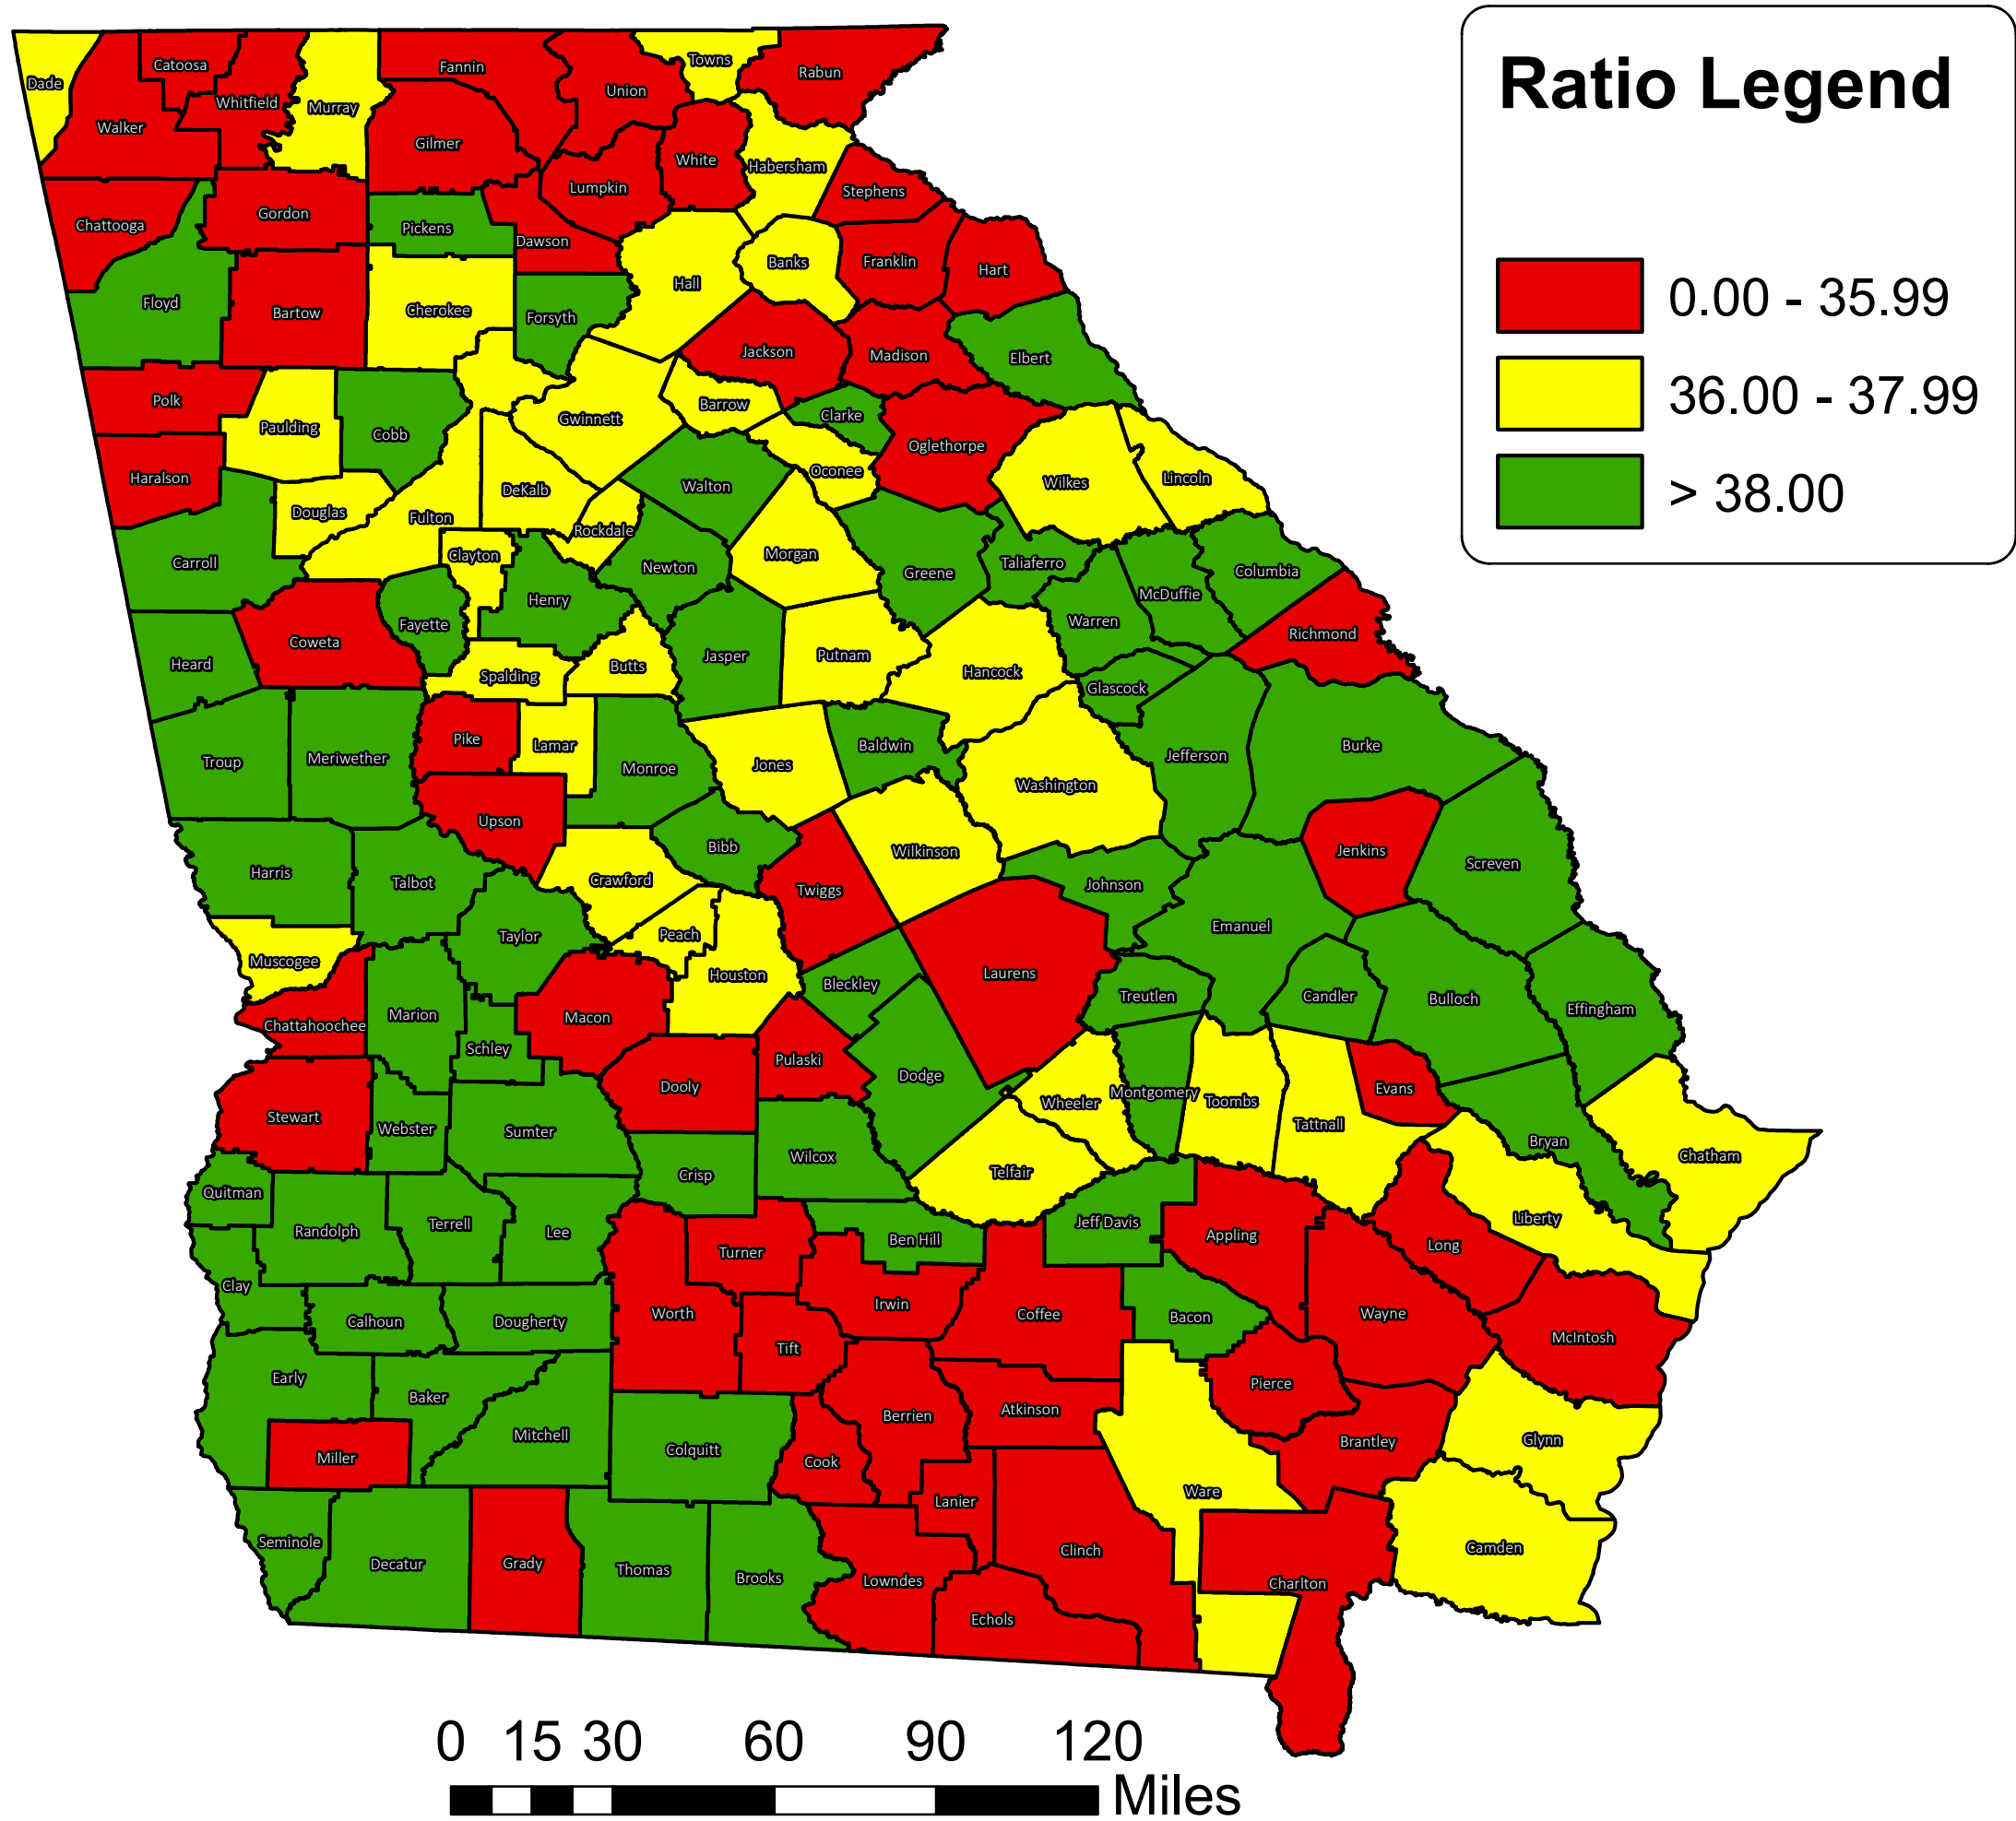 Ratio Legend
0.00 - 35.99
36.00 - 37.99
> 38.00
Dade
Catoosa
Walker
Whitfield
Murray
Fannin
Gilmer
Union
Towns
Rabun
White
Lumpkin
Habersham
Stephens
Chattooga
Gordon
Pickens
Dawson
Hall
Banks
Franklin
Hart
Floyd
Bartow
Cherokee
Forsyth
Jackson
Madison
Elbert
Polk
Paulding
Cobb
Gwinnett
Barrow
Clarke
Oglethorpe
Haralson
Douglas
Fulton
DeKalb
Rockdale
Walton
Oconee
Wilkes
Lincoln
Carroll
Clayton
Henry
Newton
Morgan
Greene
Taliaferro
McDuffie
Columbia
Heard
Coweta
Fayette
Spalding
Butts
Jasper
Putnam
Hancock
Warren
Glascock
Richmond
Troup
Meriwether
Pike
Lamar
Monroe
Jones
Baldwin
Washington
Jefferson
Burke
Harris
Talbot
Upson
Crawford
Bibb
Twiggs
Wilkinson
Johnson
Jenkins
Screven
Muscogee
Taylor
Peach
Houston
Bleckley
Laurens
Emanuel
Treutlen
Candler
Bulloch
Effingham
Chattahoochee
Marion
Schley
Macon
Dooly
Pulaski
Dodge
Wheeler
Montgomery
Toombs
Tattnall
Evans
Bryan
Chatham
Stewart
Webster
Sumter
Crisp
Wilcox
Telfair
Quitman
Randolph
Terrell
Lee
Turner
Ben Hill
Jeff Davis
Appling
Long
Liberty
Clay
Calhoun
Dougherty
Worth
Tift
Irwin
Coffee
Bacon
Wayne
McIntosh
Early
Baker
Miller
Mitchell
Colquitt
Cook
Berrien
Atkinson
Pierce
Brantley
Glynn
Seminole
Decatur
Grady
Thomas
Brooks
Lowndes
Lanier
Echols
Clinch
Ware
Charlton
Camden
0 15 30 60 90 120
Miles